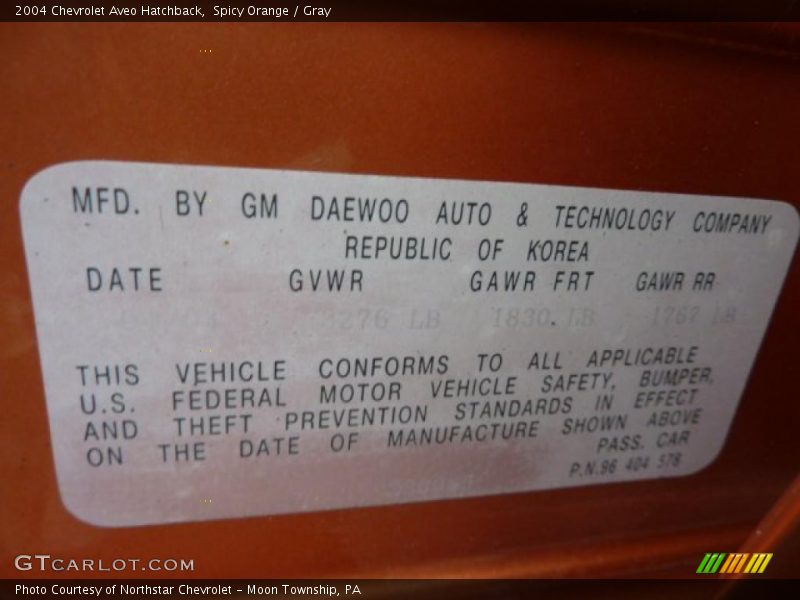 2004 Chevrolet Aveo Hatchback, Spicy Orange / Gray
MFD. BY GM DAEWOO AUTO & TECHNOLOGY COMPANY
REPUBLIC OF KOREA
DATE GVWR GAWR FRT GAWR RR
3276 LB 1830. LB 1767 LB
THIS VEHICLE CONFORMS TO ALL APPLICABLE
U.S. FEDERAL MOTOR VEHICLE SAFETY, BUMPER,
AND THEFT PREVENTION STANDARDS IN EFFECT
ON THE DATE OF MANUFACTURE SHOWN ABOVE
PASS. CAR
P.N.96 404 578
GTCARLOT.COM
Photo Courtesy of Northstar Chevrolet - Moon Township, PA